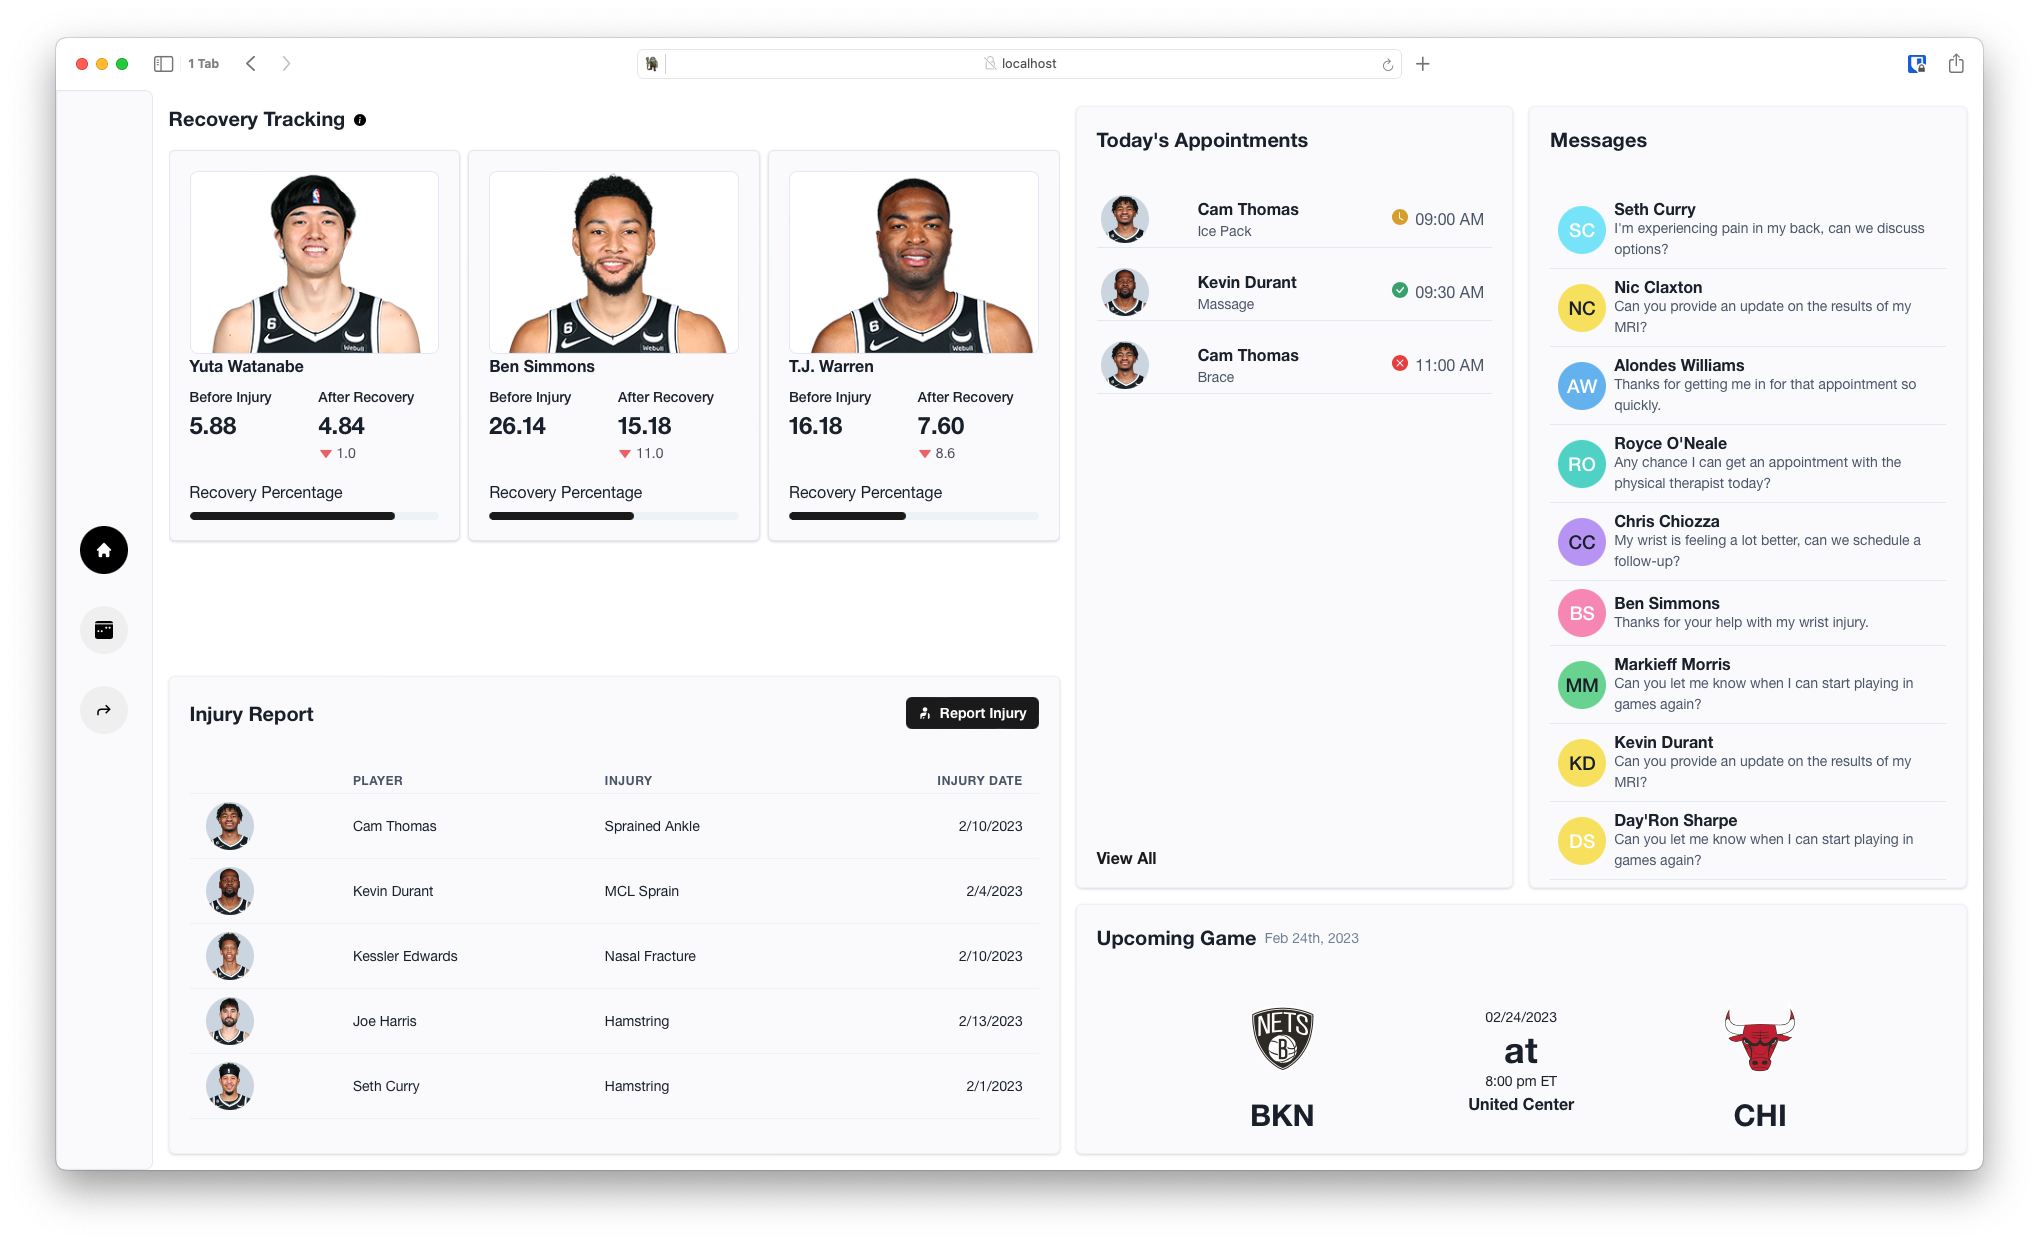 1 Tab
localhost
Recovery Tracking
Yuta Watanabe
Before Injury
After Recovery
5.88
4.84
1.0
Recovery Percentage
6
Webull
Ben Simmons
Before Injury
After Recovery
26.14
15.18
11.0
Recovery Percentage
6
Webull
T.J. Warren
Before Injury
After Recovery
16.18
7.60
8.6
Recovery Percentage
6
Webull
Injury Report
Report Injury
PLAYER INJURY INJURY DATE
Cam Thomas Sprained Ankle 2/10/2023
Kevin Durant MCL Sprain 2/4/2023
Kessler Edwards Nasal Fracture 2/10/2023
Joe Harris Hamstring 2/13/2023
Seth Curry Hamstring 2/1/2023
Today's Appointments
Cam Thomas
Ice Pack
09:00 AM
Kevin Durant
Massage
09:30 AM
Cam Thomas
Brace
11:00 AM
View All
Messages
SC
Seth Curry
I'm experiencing pain in my back, can we discuss
options?
NC
Nic Claxton
Can you provide an update on the results of my
MRI?
AW
Alondes Williams
Thanks for getting me in for that appointment so
quickly.
RO
Royce O'Neale
Any chance I can get an appointment with the
physical therapist today?
CC
Chris Chiozza
My wrist is feeling a lot better, can we schedule a
follow-up?
BS
Ben Simmons
Thanks for your help with my wrist injury.
MM
Markieff Morris
Can you let me know when I can start playing in
games again?
KD
Kevin Durant
Can you provide an update on the results of my
MRI?
DS
Day'Ron Sharpe
Can you let me know when I can start playing in
games again?
Upcoming Game Feb 24th, 2023
NETS
B
BKN
02/24/2023
at
8:00 pm ET
United Center
CHI